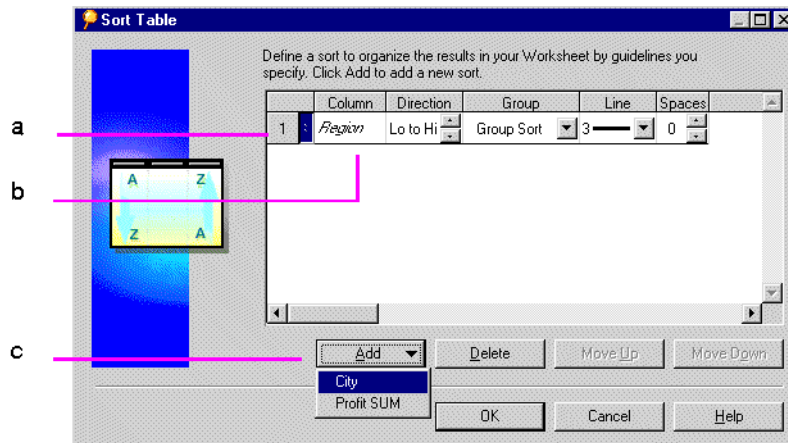 Sort Table
Define a sort to organize the results in your Worksheet by guidelines you
specify. Click Add to add a new sort.
Column Direction Group Line Spaces
a
1 Region Lo to Hi Group Sort 3 0
b
A Z
Z A
c
Add Delete Move Up Move Down
City
Profit SUM
OK Cancel Help